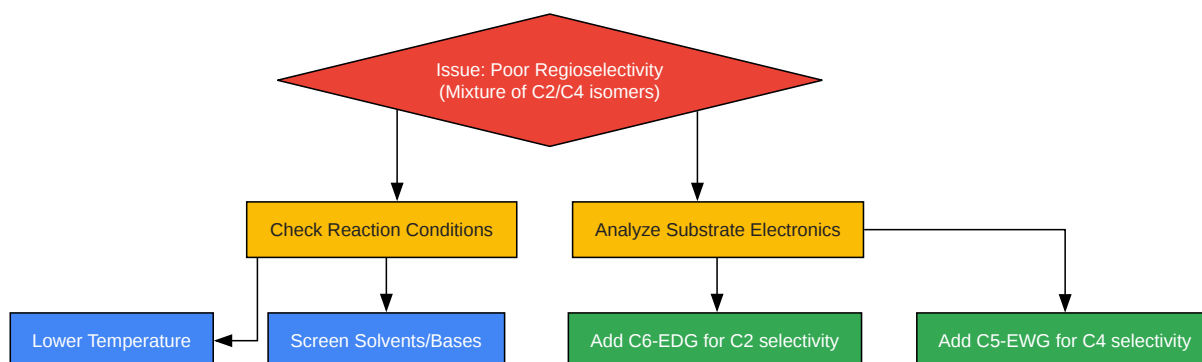 Issue: Poor Regioselectivity
(Mixture of C2/C4 isomers)
Check Reaction Conditions
Analyze Substrate Electronics
Lower Temperature
Screen Solvents/Bases
Add C6-EDG for C2 selectivity
Add C5-EWG for C4 selectivity